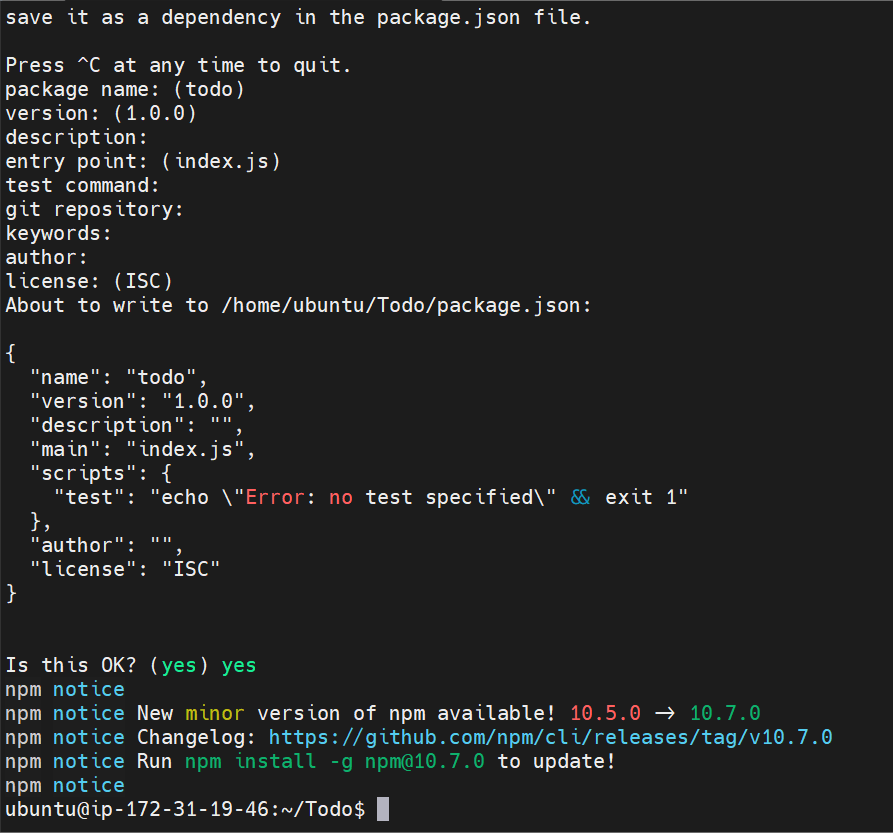 save it as a dependency in the package.json file.
Press ^C at any time to quit.
package name: (todo)
version: (1.0.0)
description:
entry point: (index.js)
test command:
git repository:
keywords:
author:
license: (ISC)
About to write to /home/ubuntu/Todo/package.json:
{
  "name": "todo",
  "version": "1.0.0",
  "description": "",
  "main": "index.js",
  "scripts": {
    "test": "echo \"Error: no test specified\" && exit 1"
  },
  "author": "",
  "license": "ISC"
}
Is this OK? (yes) yes
npm notice
npm notice New minor version of npm available! 10.5.0 -> 10.7.0
npm notice Changelog: https://github.com/npm/cli/releases/tag/v10.7.0
npm notice Run npm install -g npm@10.7.0 to update!
npm notice
ubuntu@ip-172-31-19-46:~/Todo$